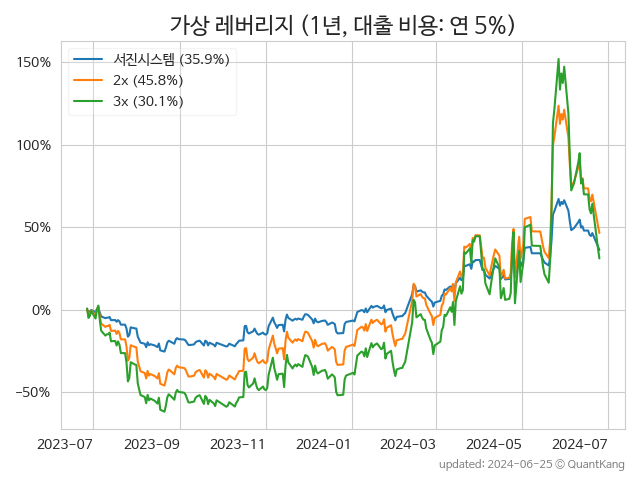 가상 레버리지 (1년, 대출 비용: 연 5%)
서진시스템 (35.9%)
2x (45.8%)
3x (30.1%)
150%
100%
50%
0%
−50%
2023-07 2023-09 2023-11 2024-01 2024-03 2024-05 2024-07
updated: 2024-06-25 ⓒ QuantKang